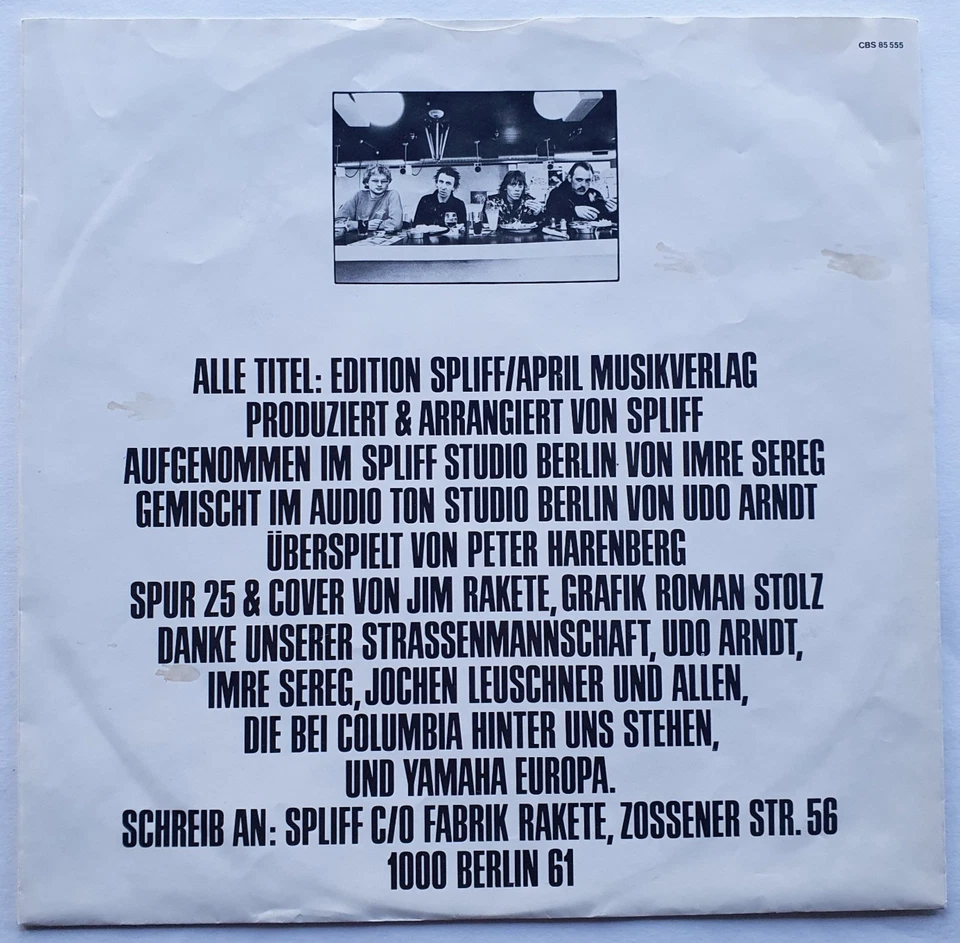 CBS 85 555
ALLE TITEL: EDITION SPLIFF/APRIL MUSIKVERLAG
PRODUZIERT & ARRANGIERT VON SPLIFF
AUFGENOMMEN IM SPLIFF STUDIO BERLIN VON IMRE SEREG
GEMISCHT IM AUDIO TON STUDIO BERLIN VON UDO ARNDT
ÜBERSPIELT VON PETER HARENBERG
SPUR 25 & COVER VON JIM RAKETE, GRAFIK ROMAN STOLZ
DANKE UNSERER STRASSENMANNSCHAFT, UDO ARNDT,
IMRE SEREG, JOCHEN LEUSCHNER UND ALLEN,
DIE BEI COLUMBIA HINTER UNS STEHEN,
UND YAMAHA EUROPA.
SCHREIB AN: SPLIFF C/O FABRIK RAKETE, ZOSSENER STR. 56
1000 BERLIN 61